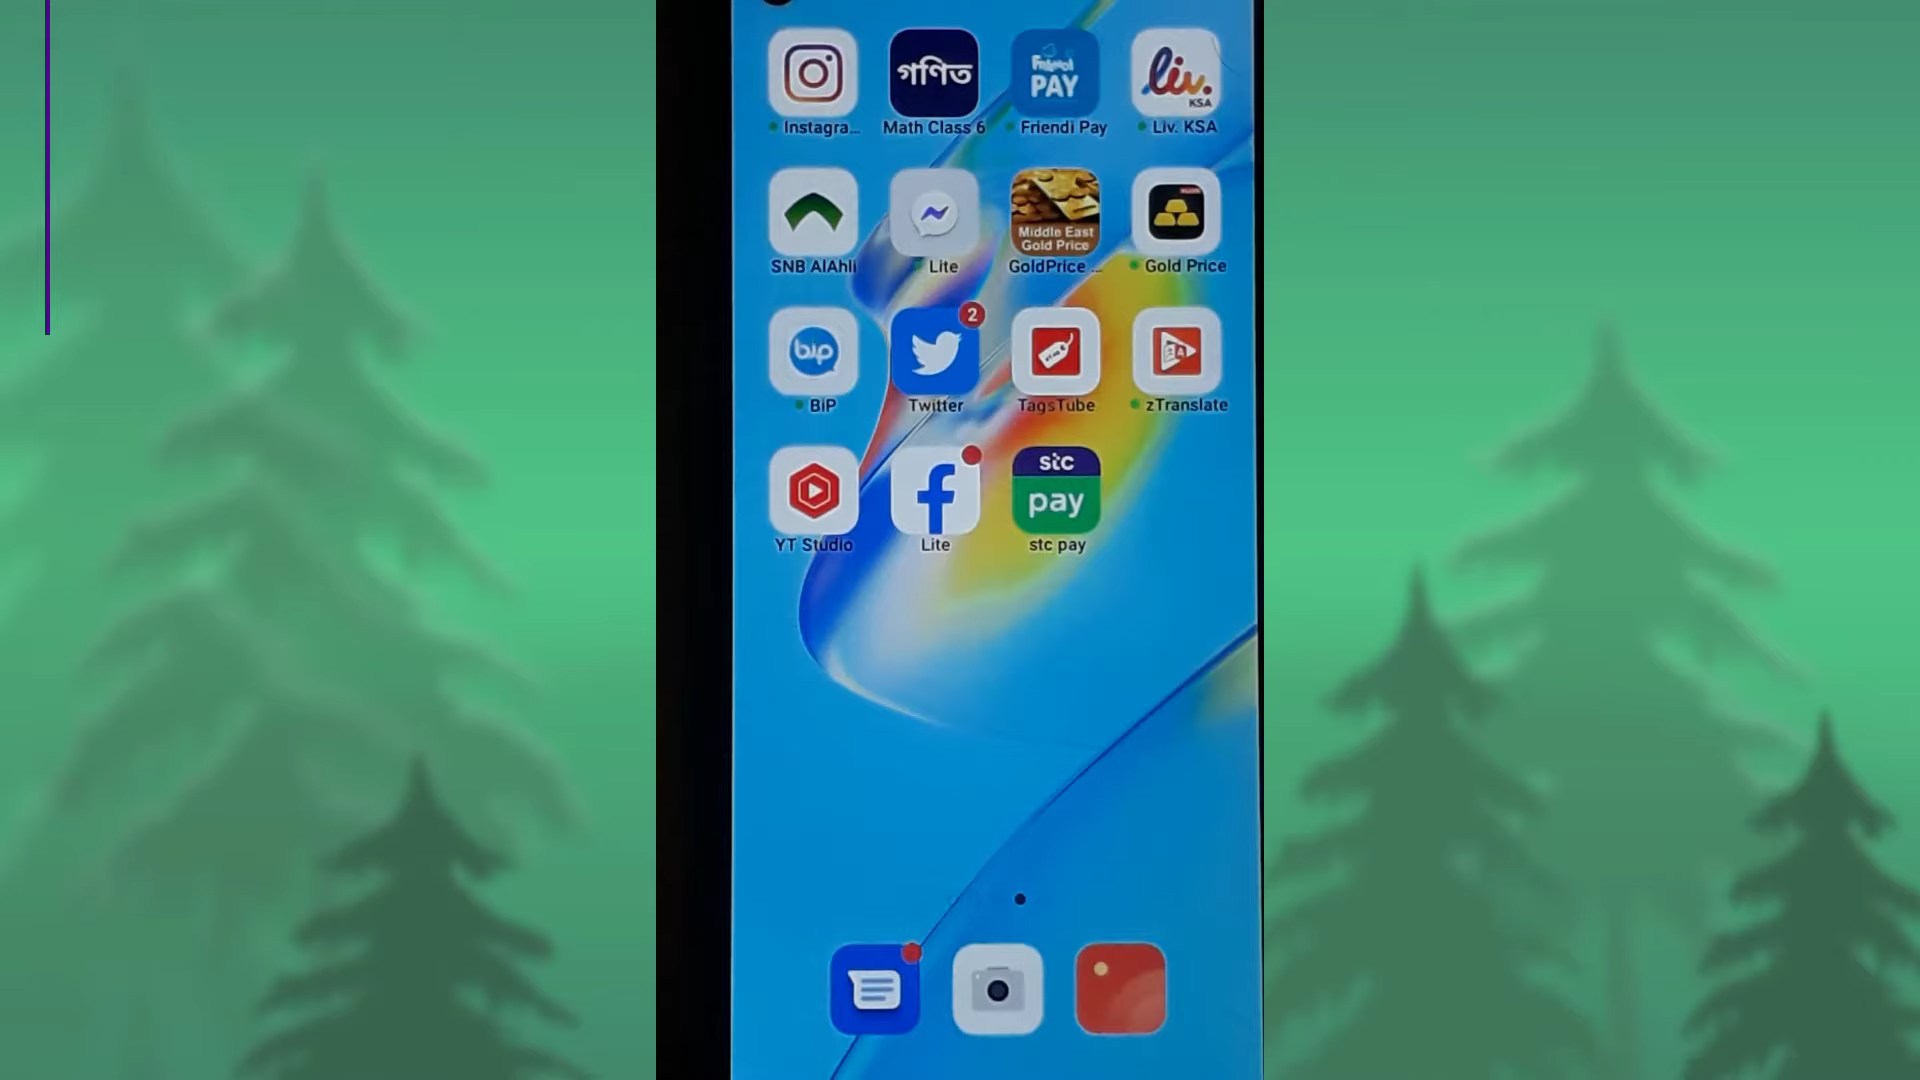 গণিত
Friendi
PAY
liv.
KSA
Instagra...
Math Class 6
Friendi Pay
Liv. KSA
Middle East
Gold Price
SNB AlAhli
Lite
GoldPrice ...
Gold Price
bip
2
BiP
Twitter
TagsTube
zTranslate
stc
pay
YT Studio
Lite
stc pay